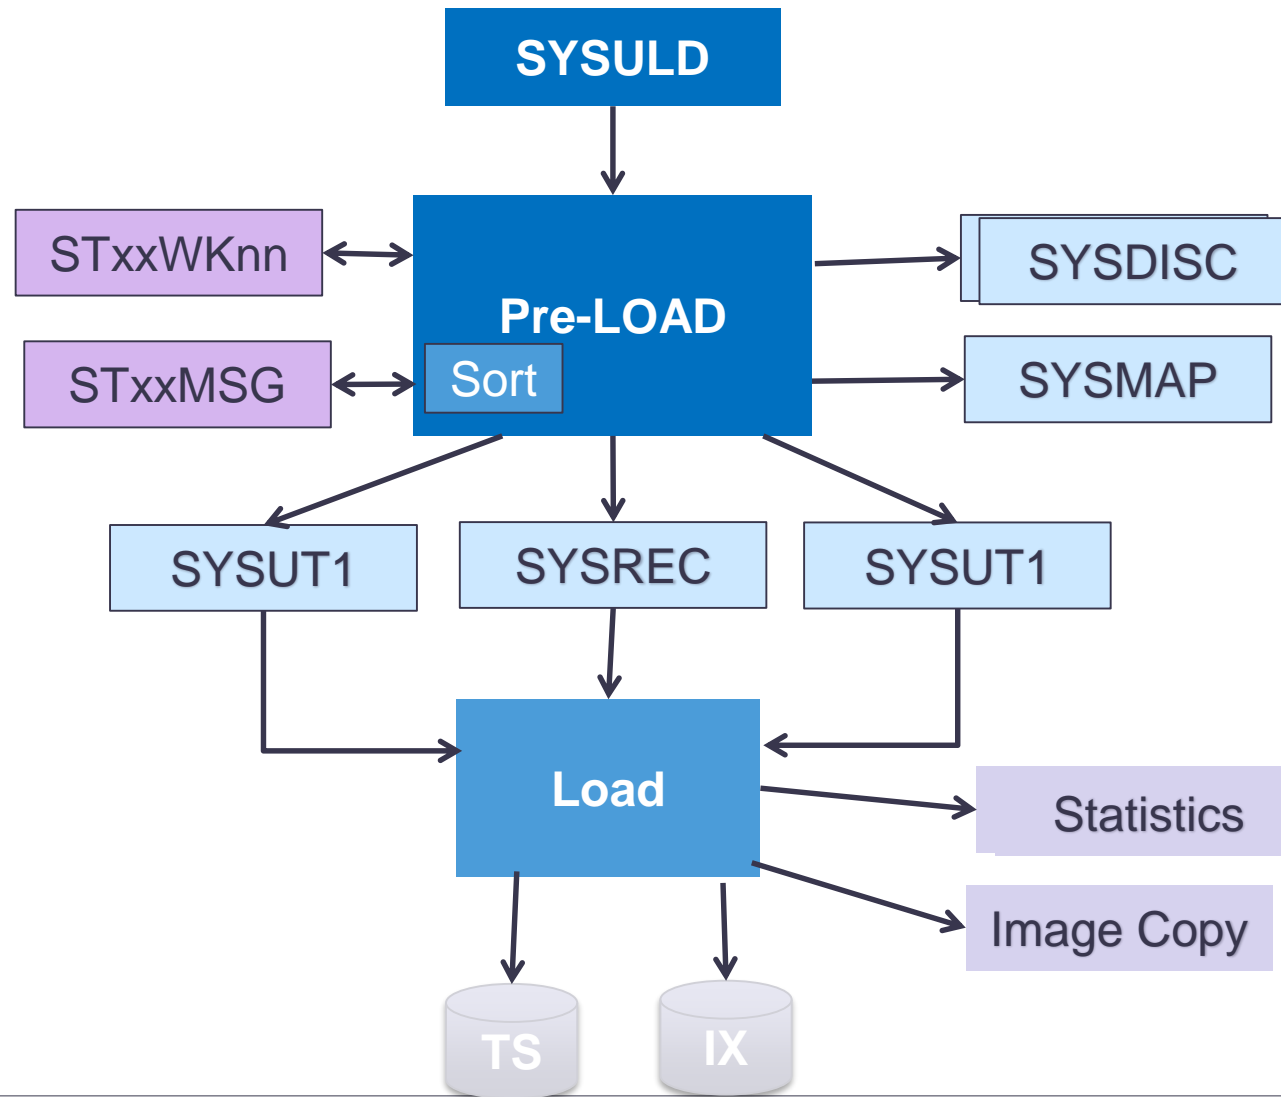 SYSULD
STxxWKnn
Pre-LOAD
SYSDISC
STxxMSG
Sort
SYSMAP
SYSUT1
SYSREC
SYSUT1
Load
Statistics
Image Copy
TS
IX